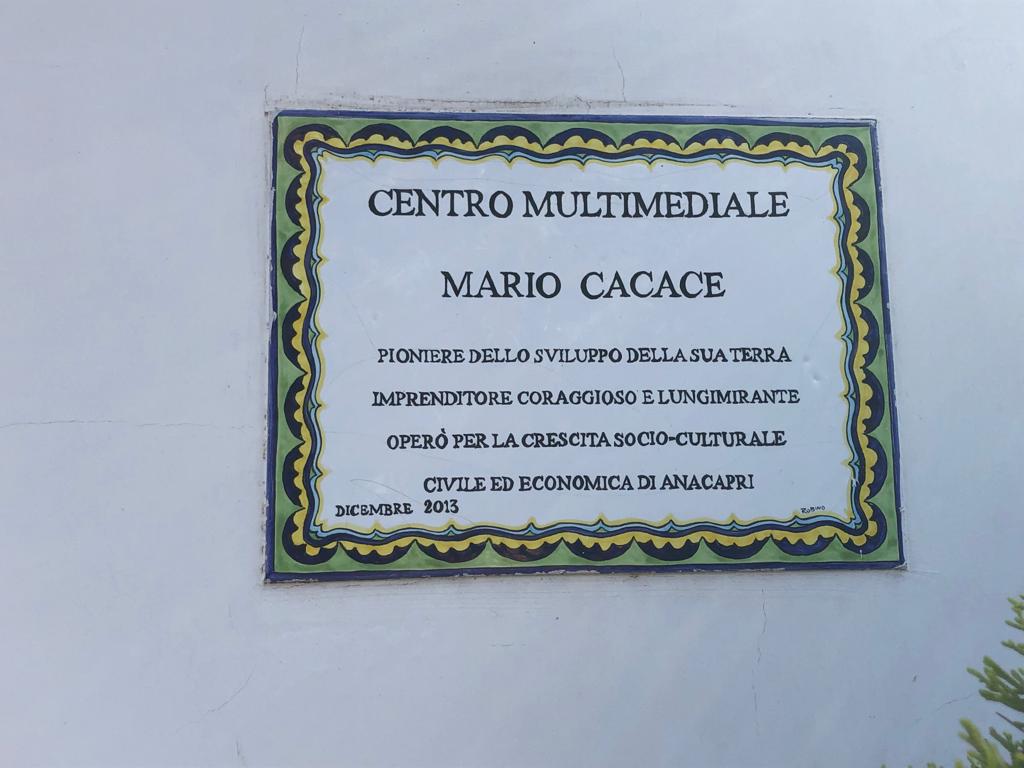 CENTRO MULTIMEDIALE
MARIO CACACE
PIONIERE DELLO SVILUPPO DELLA SUA TERRA
IMPRENDITORE CORAGGIOSO E LUNGIMIRANTE
OPERÒ PER LA CRESCITA SOCIO-CULTURALE
CIVILE ED ECONOMICA DI ANACAPRI
DICEMBRE 2013
RUBINO